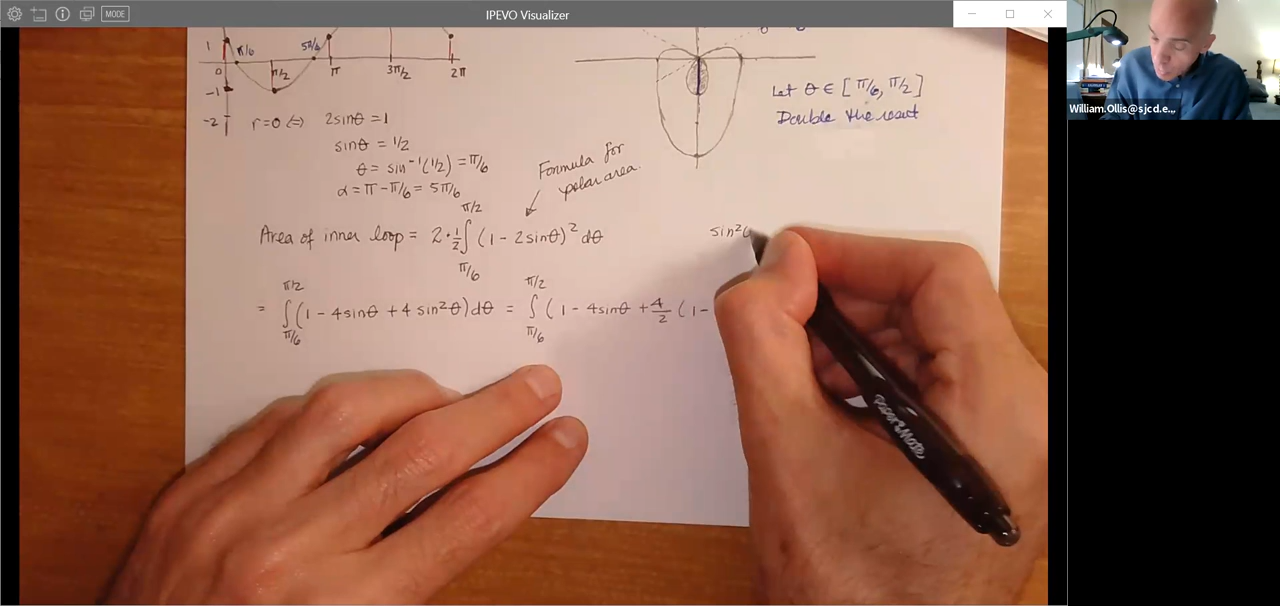 MODE
IPEVO Visualizer
William.Ollis@sjcd.e...
1
0
-1
-2
π/6
π/2
5π/6
π
3π/2
2π
r=0 ⇔ 2sinθ = 1
sinθ = 1/2
θ = sin⁻¹(1/2) = π/6
α = π - π/6 = 5π/6
Let θ ∈ [π/6, π/2]
Double the result
Formula for
polar area.
Area of inner loop = 2·½ ∫_{π/6}^{π/2} (1 - 2sinθ)² dθ
sin²θ
= ∫_{π/6}^{π/2} (1 - 4sinθ + 4 sin²θ) dθ = ∫_{π/6}^{π/2} (1 - 4sinθ + 4/2 (1-
PAPER MATE